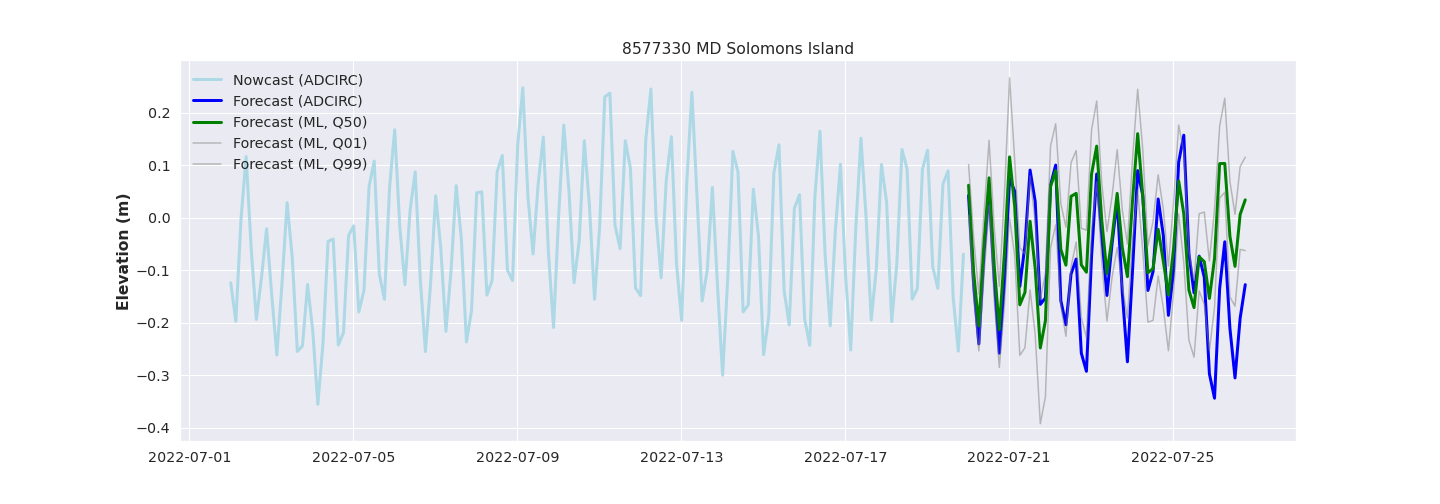 8577330 MD Solomons Island
Nowcast (ADCIRC)
Forecast (ADCIRC)
Forecast (ML, Q50)
Forecast (ML, Q01)
Forecast (ML, Q99)
Elevation (m)
0.2
0.1
0.0
−0.1
−0.2
−0.3
−0.4
2022-07-01 2022-07-05 2022-07-09 2022-07-13 2022-07-17 2022-07-21 2022-07-25